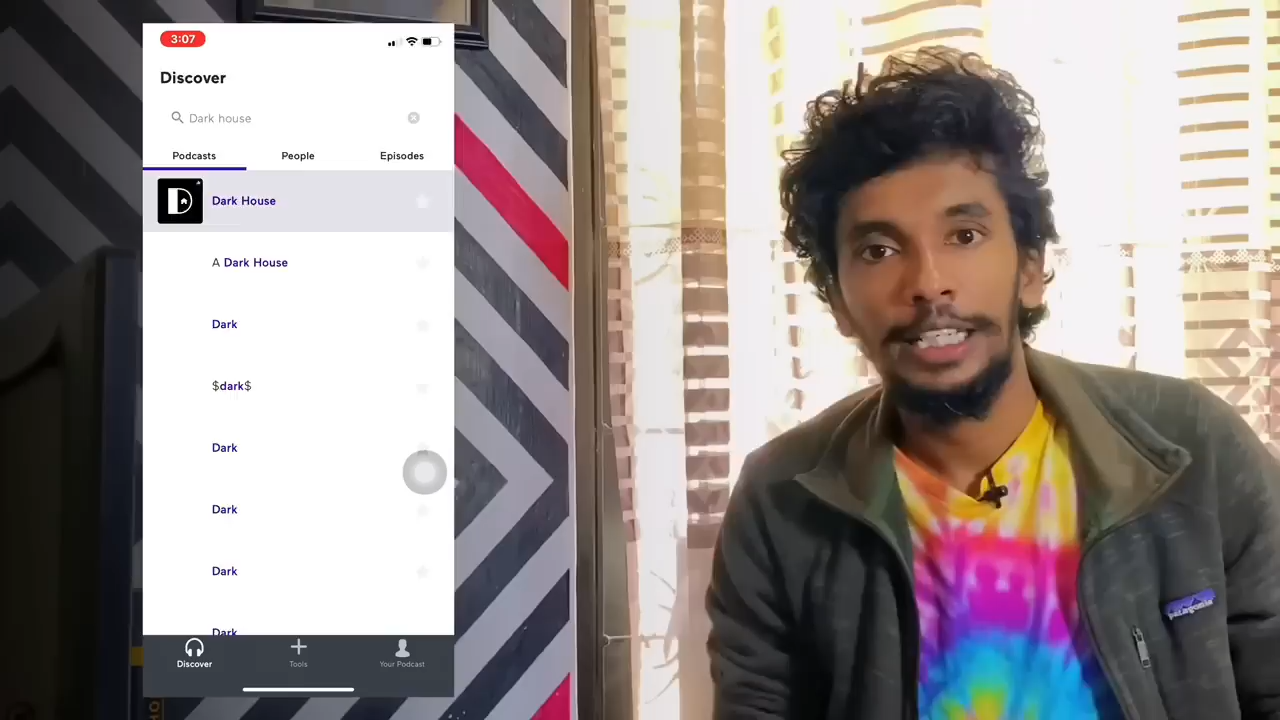 3:07
Discover
Dark house
Podcasts
People
Episodes
Dark House
A Dark House
Dark
$dark$
Dark
Dark
Dark
Dark
Discover
Tools
Your Podcast
patagonia